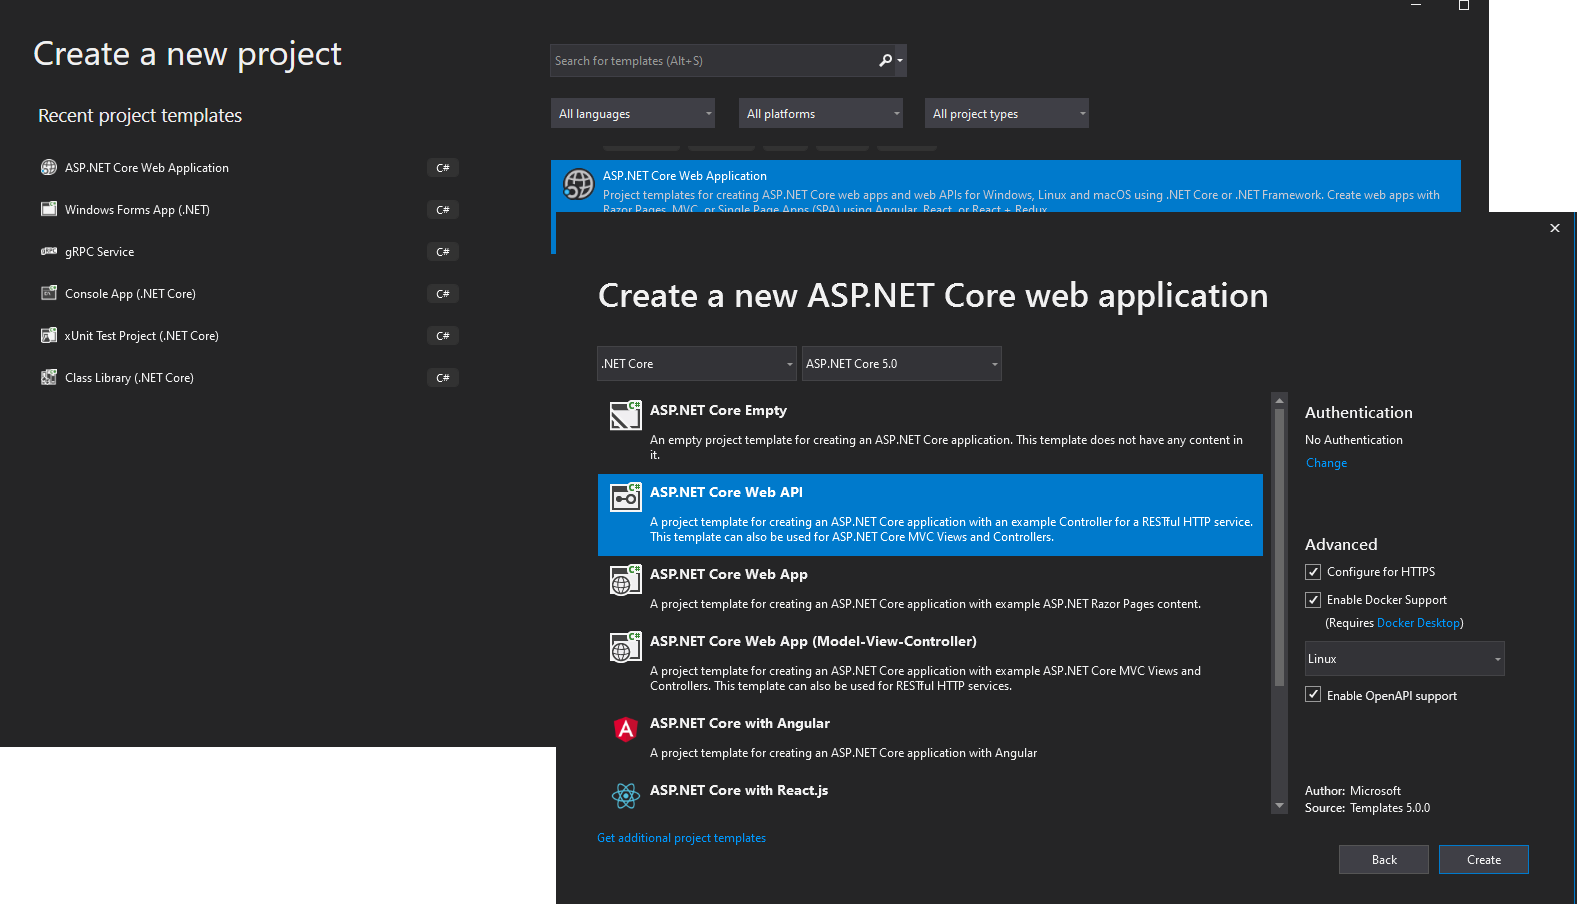 Create a new project
Search for templates (Alt+S)
Recent project templates
All languages
All platforms
All project types
ASP.NET Core Web Application C#
Windows Forms App (.NET) C#
gRPC Service C#
Console App (.NET Core) C#
xUnit Test Project (.NET Core) C#
Class Library (.NET Core) C#
ASP.NET Core Web Application
Project templates for creating ASP.NET Core web apps and web APIs for Windows, Linux and macOS using .NET Core or .NET Framework. Create web apps with
Razor Pages, MVC, or Single Page Apps (SPA) using Angular, React, or React + Redux
Create a new ASP.NET Core web application
.NET Core
ASP.NET Core 5.0
ASP.NET Core Empty
An empty project template for creating an ASP.NET Core application. This template does not have any content in
it.
ASP.NET Core Web API
A project template for creating an ASP.NET Core application with an example Controller for a RESTful HTTP service.
This template can also be used for ASP.NET Core MVC Views and Controllers.
ASP.NET Core Web App
A project template for creating an ASP.NET Core application with example ASP.NET Razor Pages content.
ASP.NET Core Web App (Model-View-Controller)
A project template for creating an ASP.NET Core application with example ASP.NET Core MVC Views and
Controllers. This template can also be used for RESTful HTTP services.
ASP.NET Core with Angular
A project template for creating an ASP.NET Core application with Angular
ASP.NET Core with React.js
Get additional project templates
Authentication
No Authentication
Change
Advanced
Configure for HTTPS
Enable Docker Support
(Requires Docker Desktop)
Linux
Enable OpenAPI support
Author: Microsoft
Source: Templates 5.0.0
Back
Create